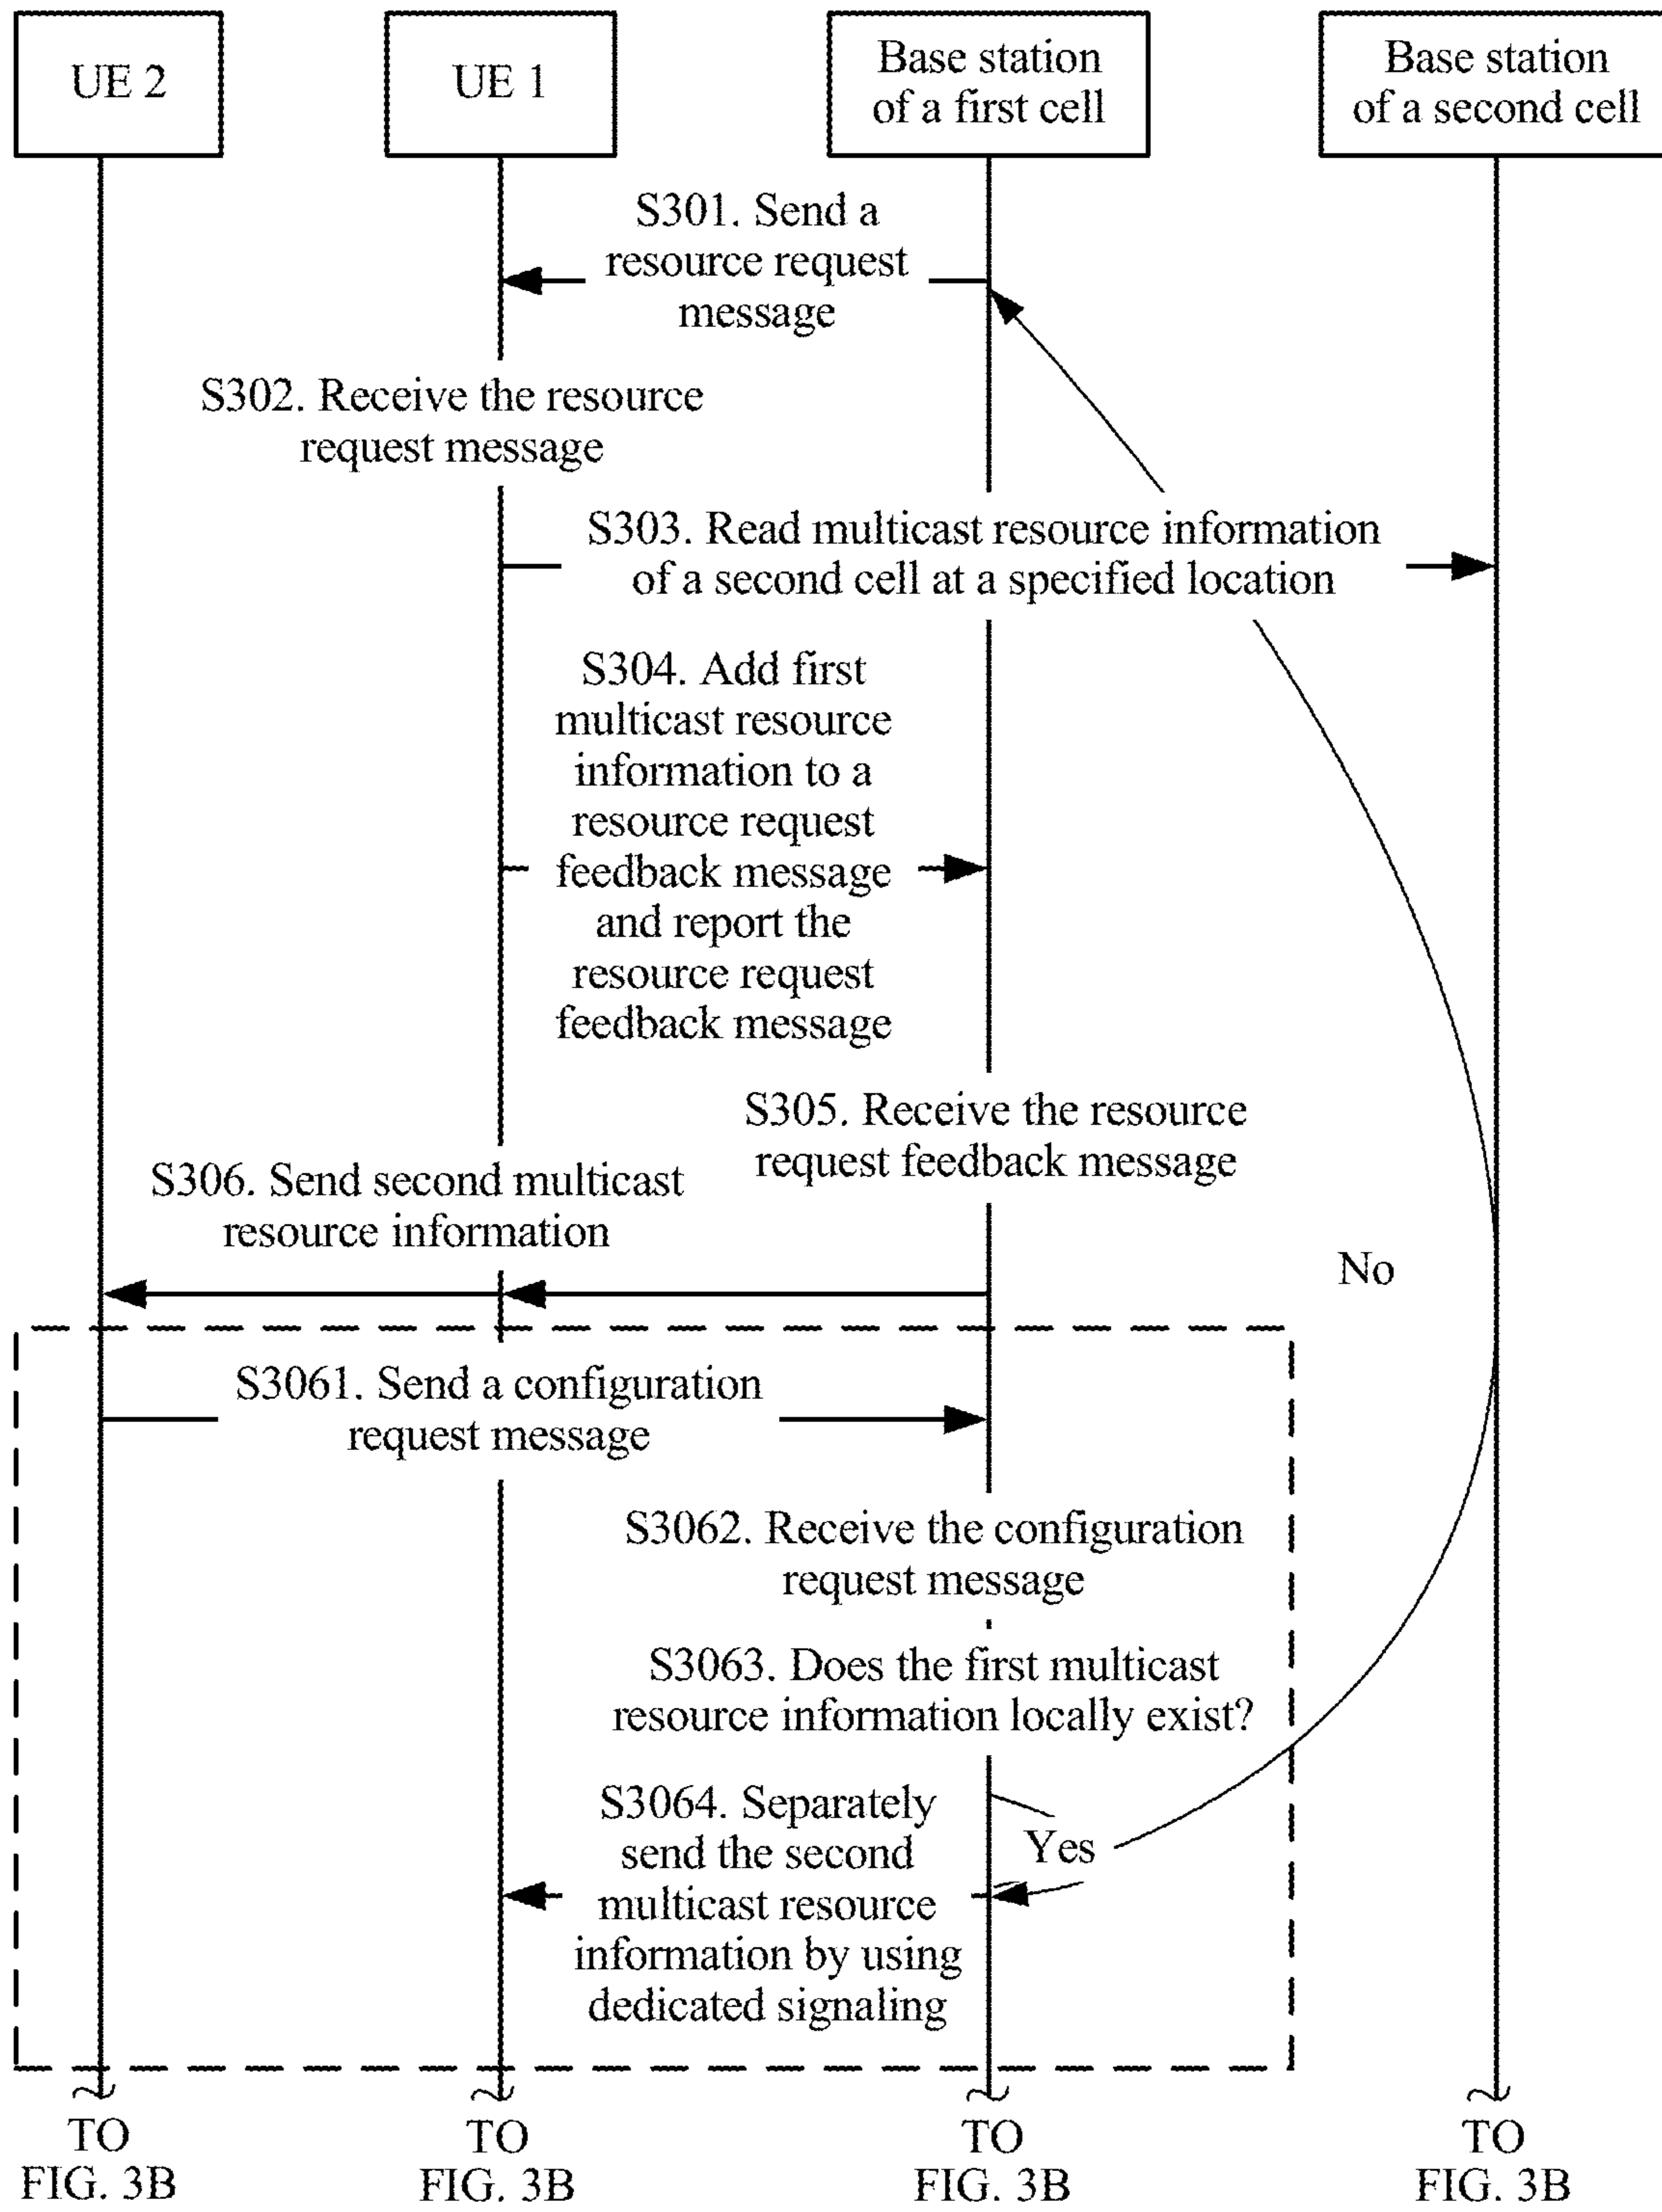 UE 2
UE 1
Base station
of a first cell
Base station
of a second cell
S301. Send a
resource request
message
S302. Receive the resource
request message
S303. Read multicast resource information
of a second cell at a specified location
S304. Add first
multicast resource
information to a
resource request
feedback message
and report the
resource request
feedback message
S305. Receive the resource
request feedback message
S306. Send second multicast
resource information
No
S3061. Send a configuration
request message
S3062. Receive the configuration
request message
S3063. Does the first multicast
resource information locally exist?
S3064. Separately
send the second
multicast resource
information by using
dedicated signaling
Yes
TO
FIG. 3B
TO
FIG. 3B
TO
FIG. 3B
TO
FIG. 3B